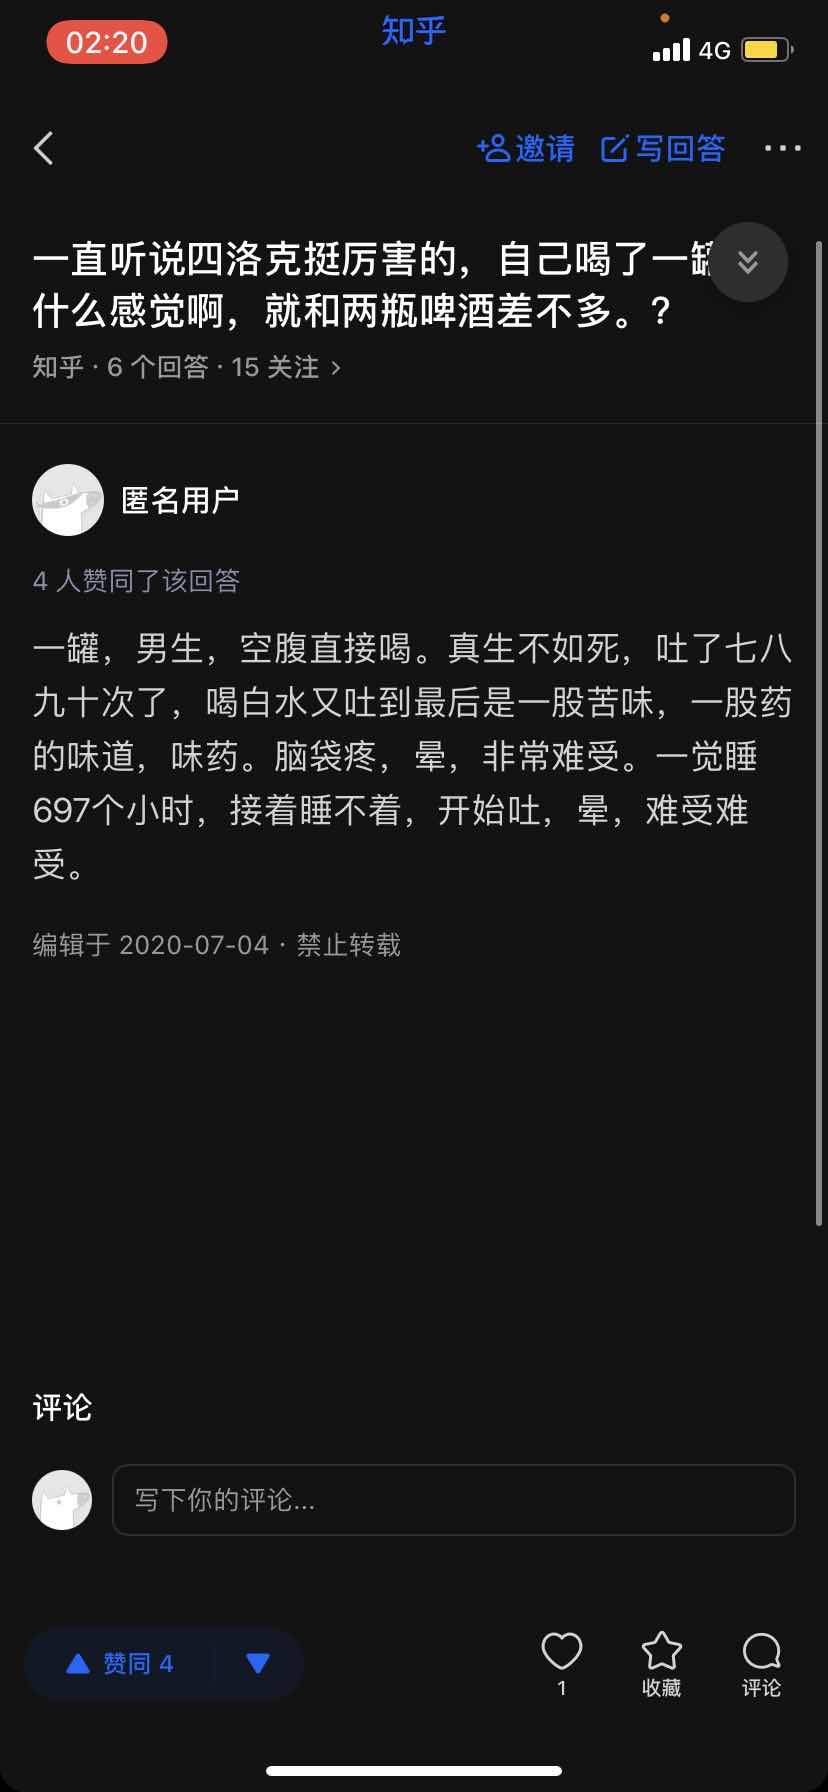 02:20
知乎
4G
邀请 写回答
一直听说四洛克挺厉害的，自己喝了一罐
什么感觉啊，就和两瓶啤酒差不多。?
知乎 · 6 个回答 · 15 关注
匿名用户
4 人赞同了该回答
一罐，男生，空腹直接喝。真生不如死，吐了七八
九十次了，喝白水又吐到最后是一股苦味，一股药
的味道，味药。脑袋疼，晕，非常难受。一觉睡
697个小时，接着睡不着，开始吐，晕，难受难
受。
编辑于 2020-07-04 · 禁止转载
评论
写下你的评论...
赞同 4
1
收藏
评论